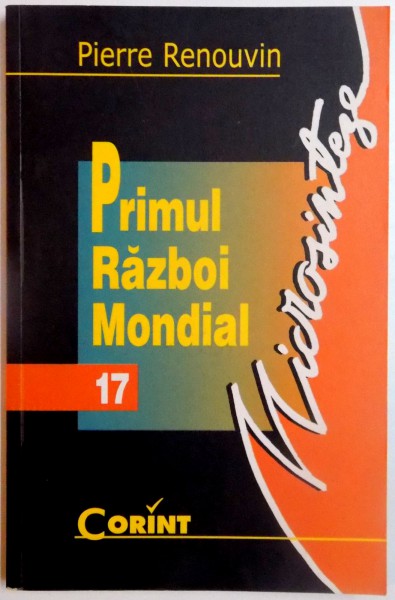 Pierre Renouvin
Primul
Război
Mondial
17
Microsinteze
CORINT